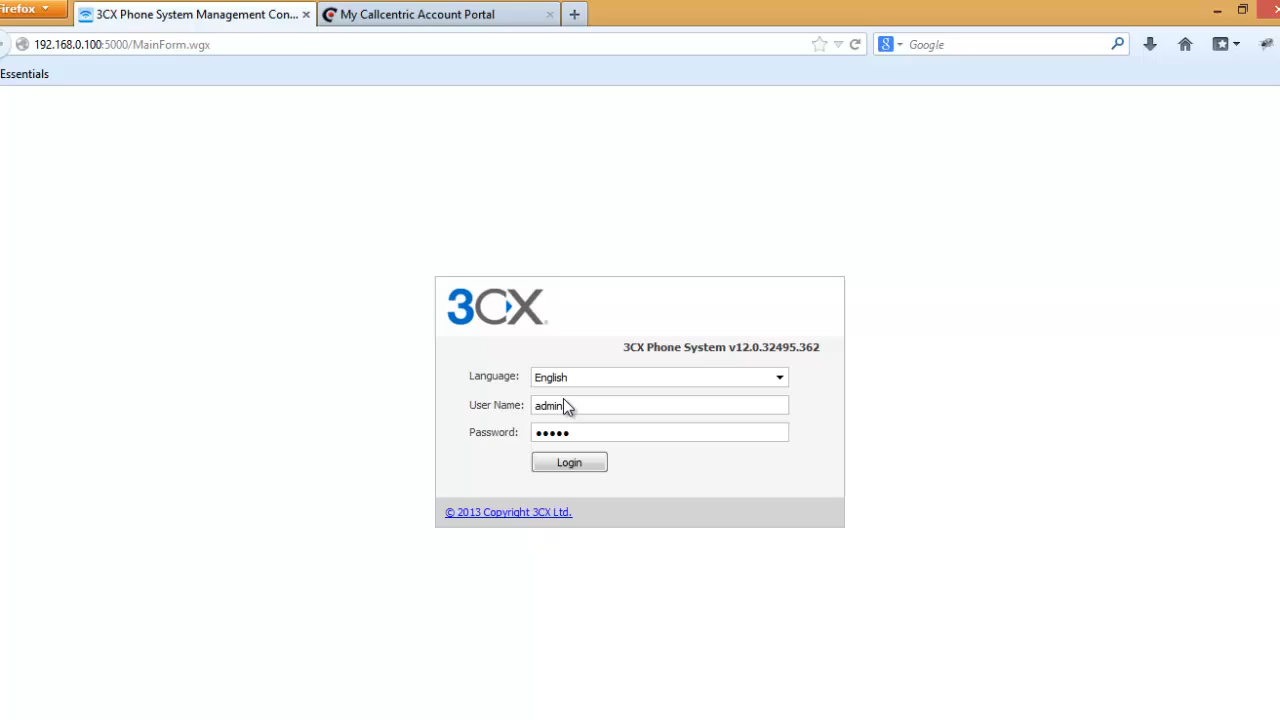 Firefox
3CX Phone System Management Con...
My Callcentric Account Portal
192.168.0.100:5000/MainForm.wgx
Google
Essentials
3CX
3CX Phone System v12.0.32495.362
Language: English
User Name: admin
Password: •••••
Login
© 2013 Copyright 3CX Ltd.